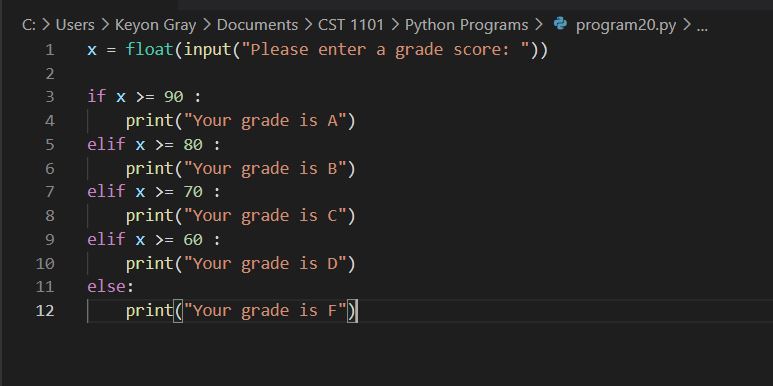 C: > Users > Keyon Gray > Documents > CST 1101 > Python Programs > program20.py > ...
1 x = float(input("Please enter a grade score: "))
2
3 if x >= 90 :
4     print("Your grade is A")
5 elif x >= 80 :
6     print("Your grade is B")
7 elif x >= 70 :
8     print("Your grade is C")
9 elif x >= 60 :
10     print("Your grade is D")
11 else:
12     print("Your grade is F")